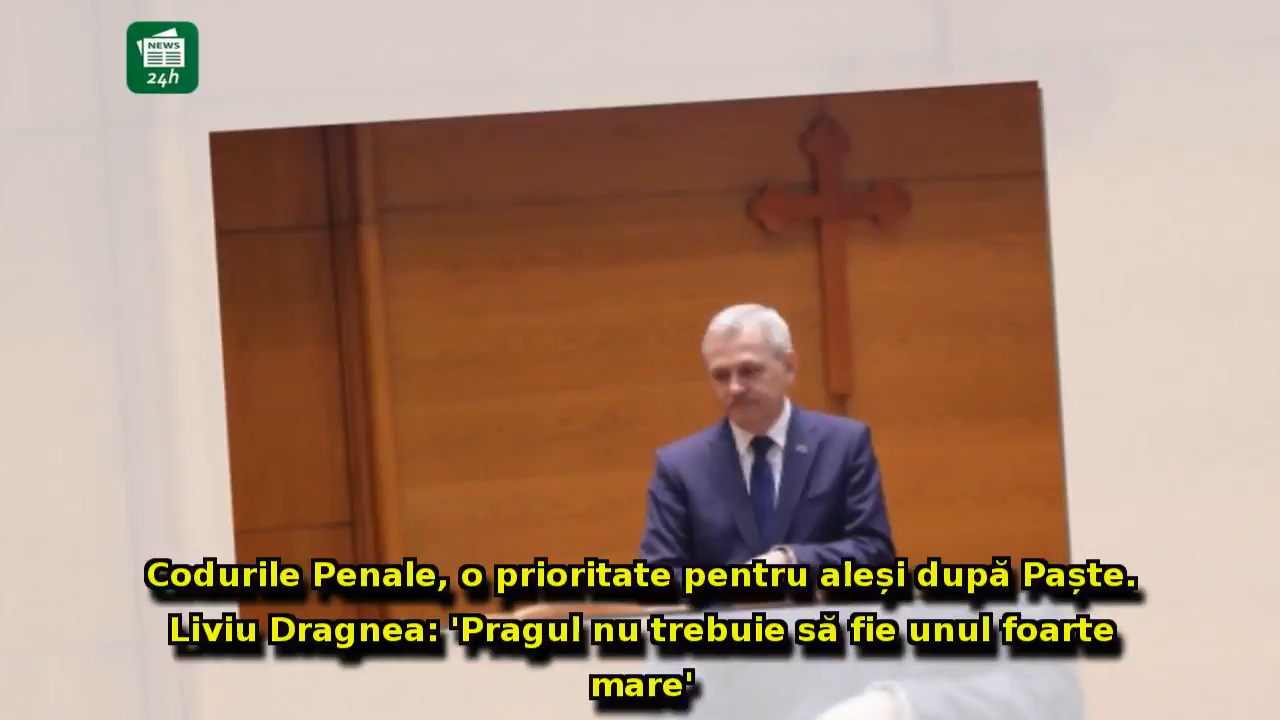 NEWS
24h
Codurile Penale, o prioritate pentru aleși după Paște.
Liviu Dragnea: 'Pragul nu trebuie să fie unul foarte
mare'